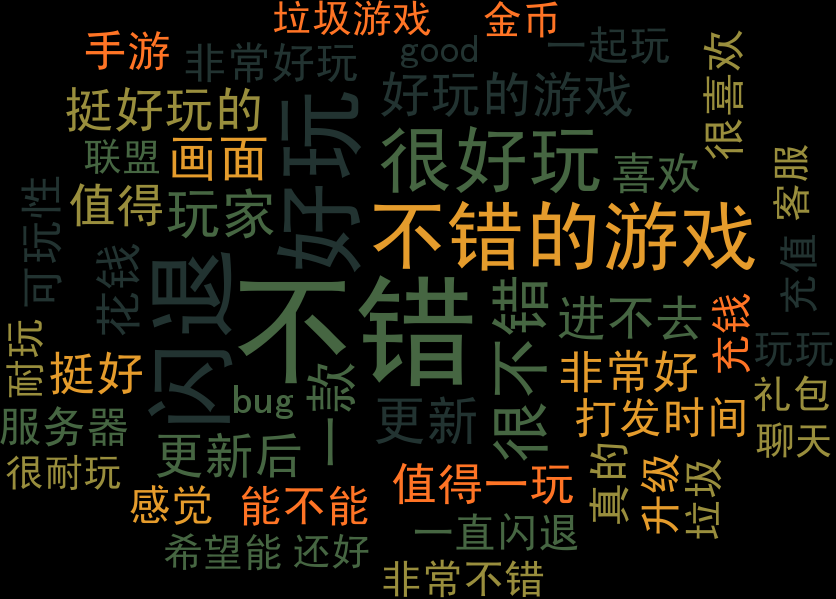 垃圾游戏
金币
手游
非常好玩
good
一起玩
很喜欢
挺好玩的
好玩
好玩的游戏
联盟
画面
很好玩
喜欢
客服
可玩性
值得
玩家
不错的游戏
充值
花钱
闪退
不错
很不错
进不去
充钱
耐玩
挺好
非常好
玩玩
bug
一款
更新
打发时间
礼包
服务器
更新后
聊天
很耐玩
感觉
能不能
值得一玩
真的
升级
垃圾
希望能
还好
一直闪退
非常不错